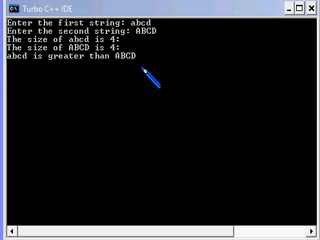 Turbo C++ IDE
Enter the first string: abcd
Enter the second string: ABCD
The size of abcd is 4:
The size of ABCD is 4:
abcd is greater than ABCD